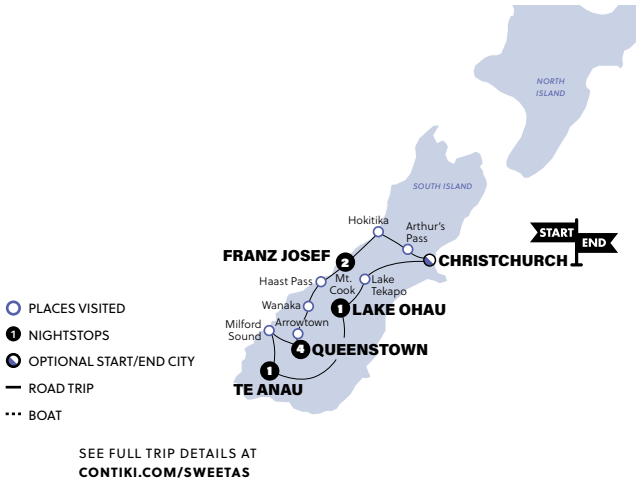 NORTH
ISLAND
SOUTH ISLAND
Hokitika
Arthur's
Pass
START
END
FRANZ JOSEF
2
CHRISTCHURCH
Haast Pass
Mt.
Cook
Lake
Tekapo
Wanaka
1
LAKE OHAU
Arrowtown
Milford
Sound
4
QUEENSTOWN
1
TE ANAU
PLACES VISITED
1 NIGHTSTOPS
OPTIONAL START/END CITY
ROAD TRIP
BOAT
SEE FULL TRIP DETAILS AT
CONTIKI.COM/SWEETAS